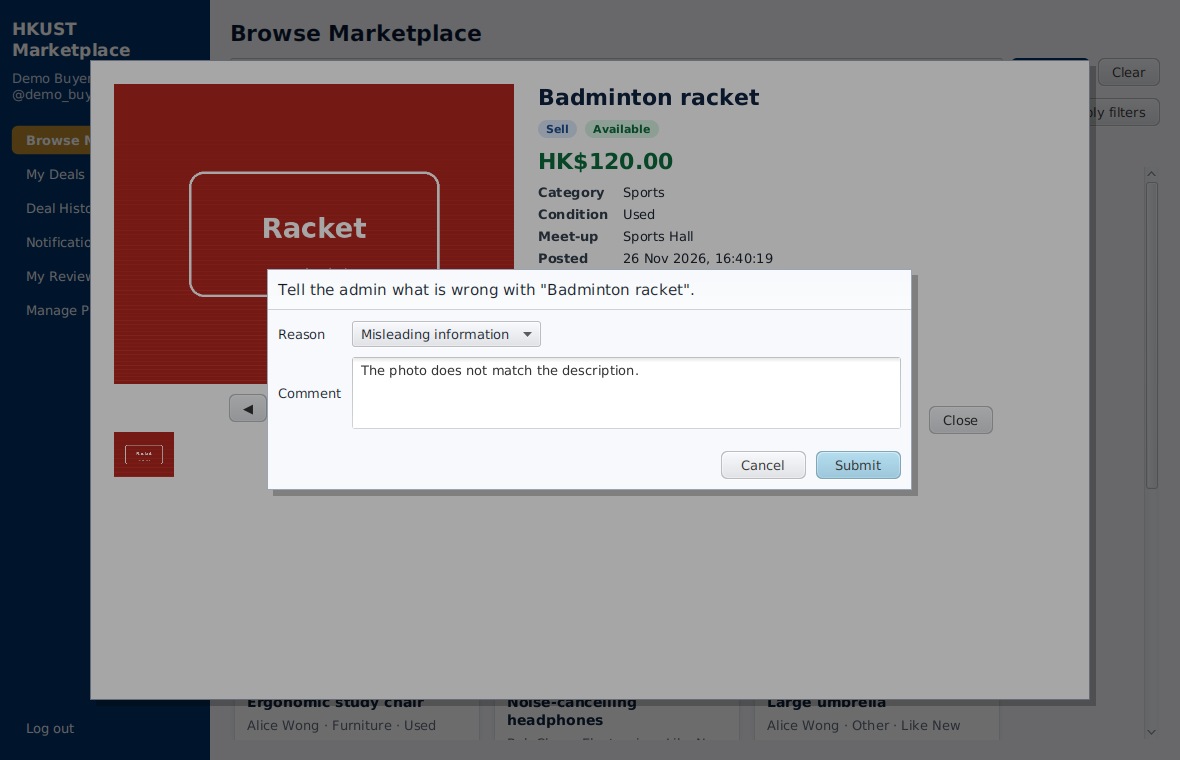 HKUST
Marketplace
Demo Buyer
@demo_buy
Browse M
My Deals
Deal Histo
Notificatio
My Review
Manage P
Log out
Browse Marketplace
Clear
ply filters
Racket
Badminton racket
Sell
Available
HK$120.00
Category Sports
Condition Used
Meet-up Sports Hall
Posted 26 Nov 2026, 16:40:19
Tell the admin what is wrong with "Badminton racket".
Reason Misleading information
Comment The photo does not match the description.
Cancel
Submit
◀
Close
Racket
Ergonomic study chair
Alice Wong · Furniture · Used
Noise-cancelling
headphones
Large umbrella
Alice Wong · Other · Like New